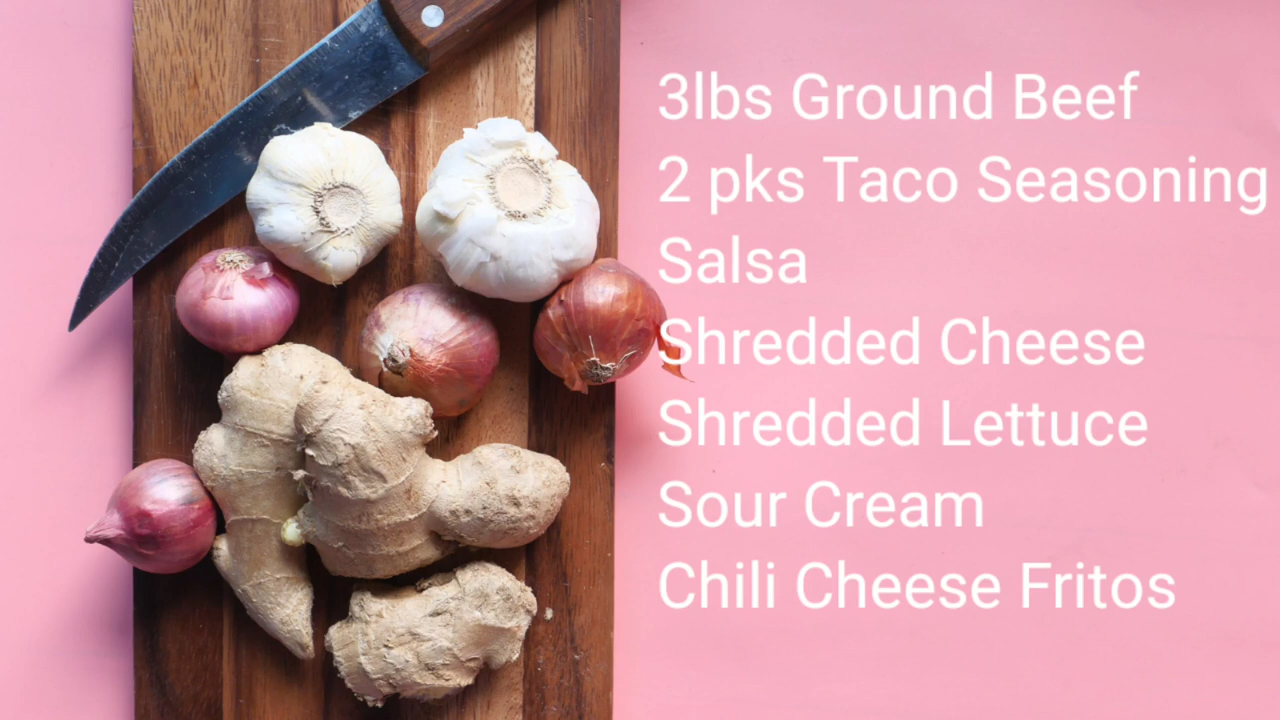 3lbs Ground Beef
2 pks Taco Seasoning
Salsa
Shredded Cheese
Shredded Lettuce
Sour Cream
Chili Cheese Fritos